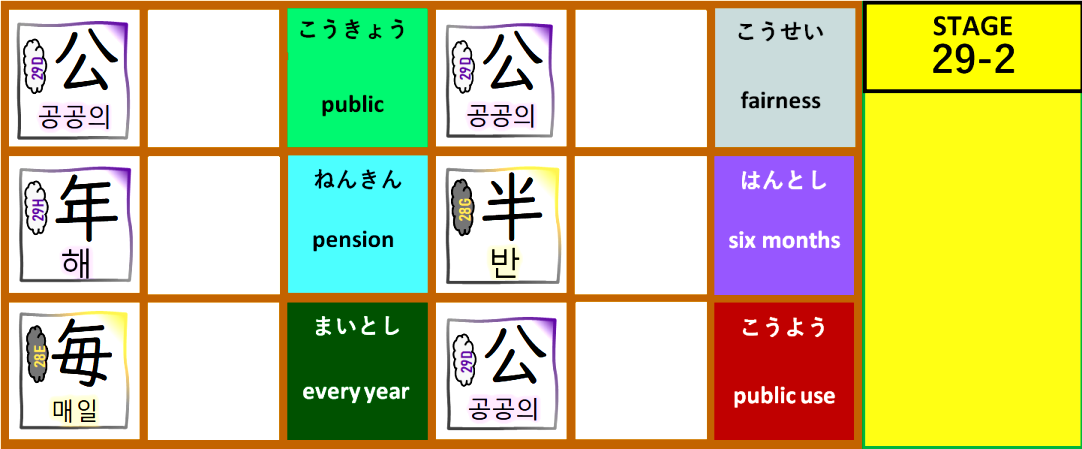 29D
公
공공의
こうきょう
public
29D
公
공공의
こうせい
fairness
STAGE
29-2
29H
年
해
ねんきん
pension
28G
半
반
はんとし
six months
28E
毎
매일
まいとし
every year
29D
公
공공의
こうよう
public use